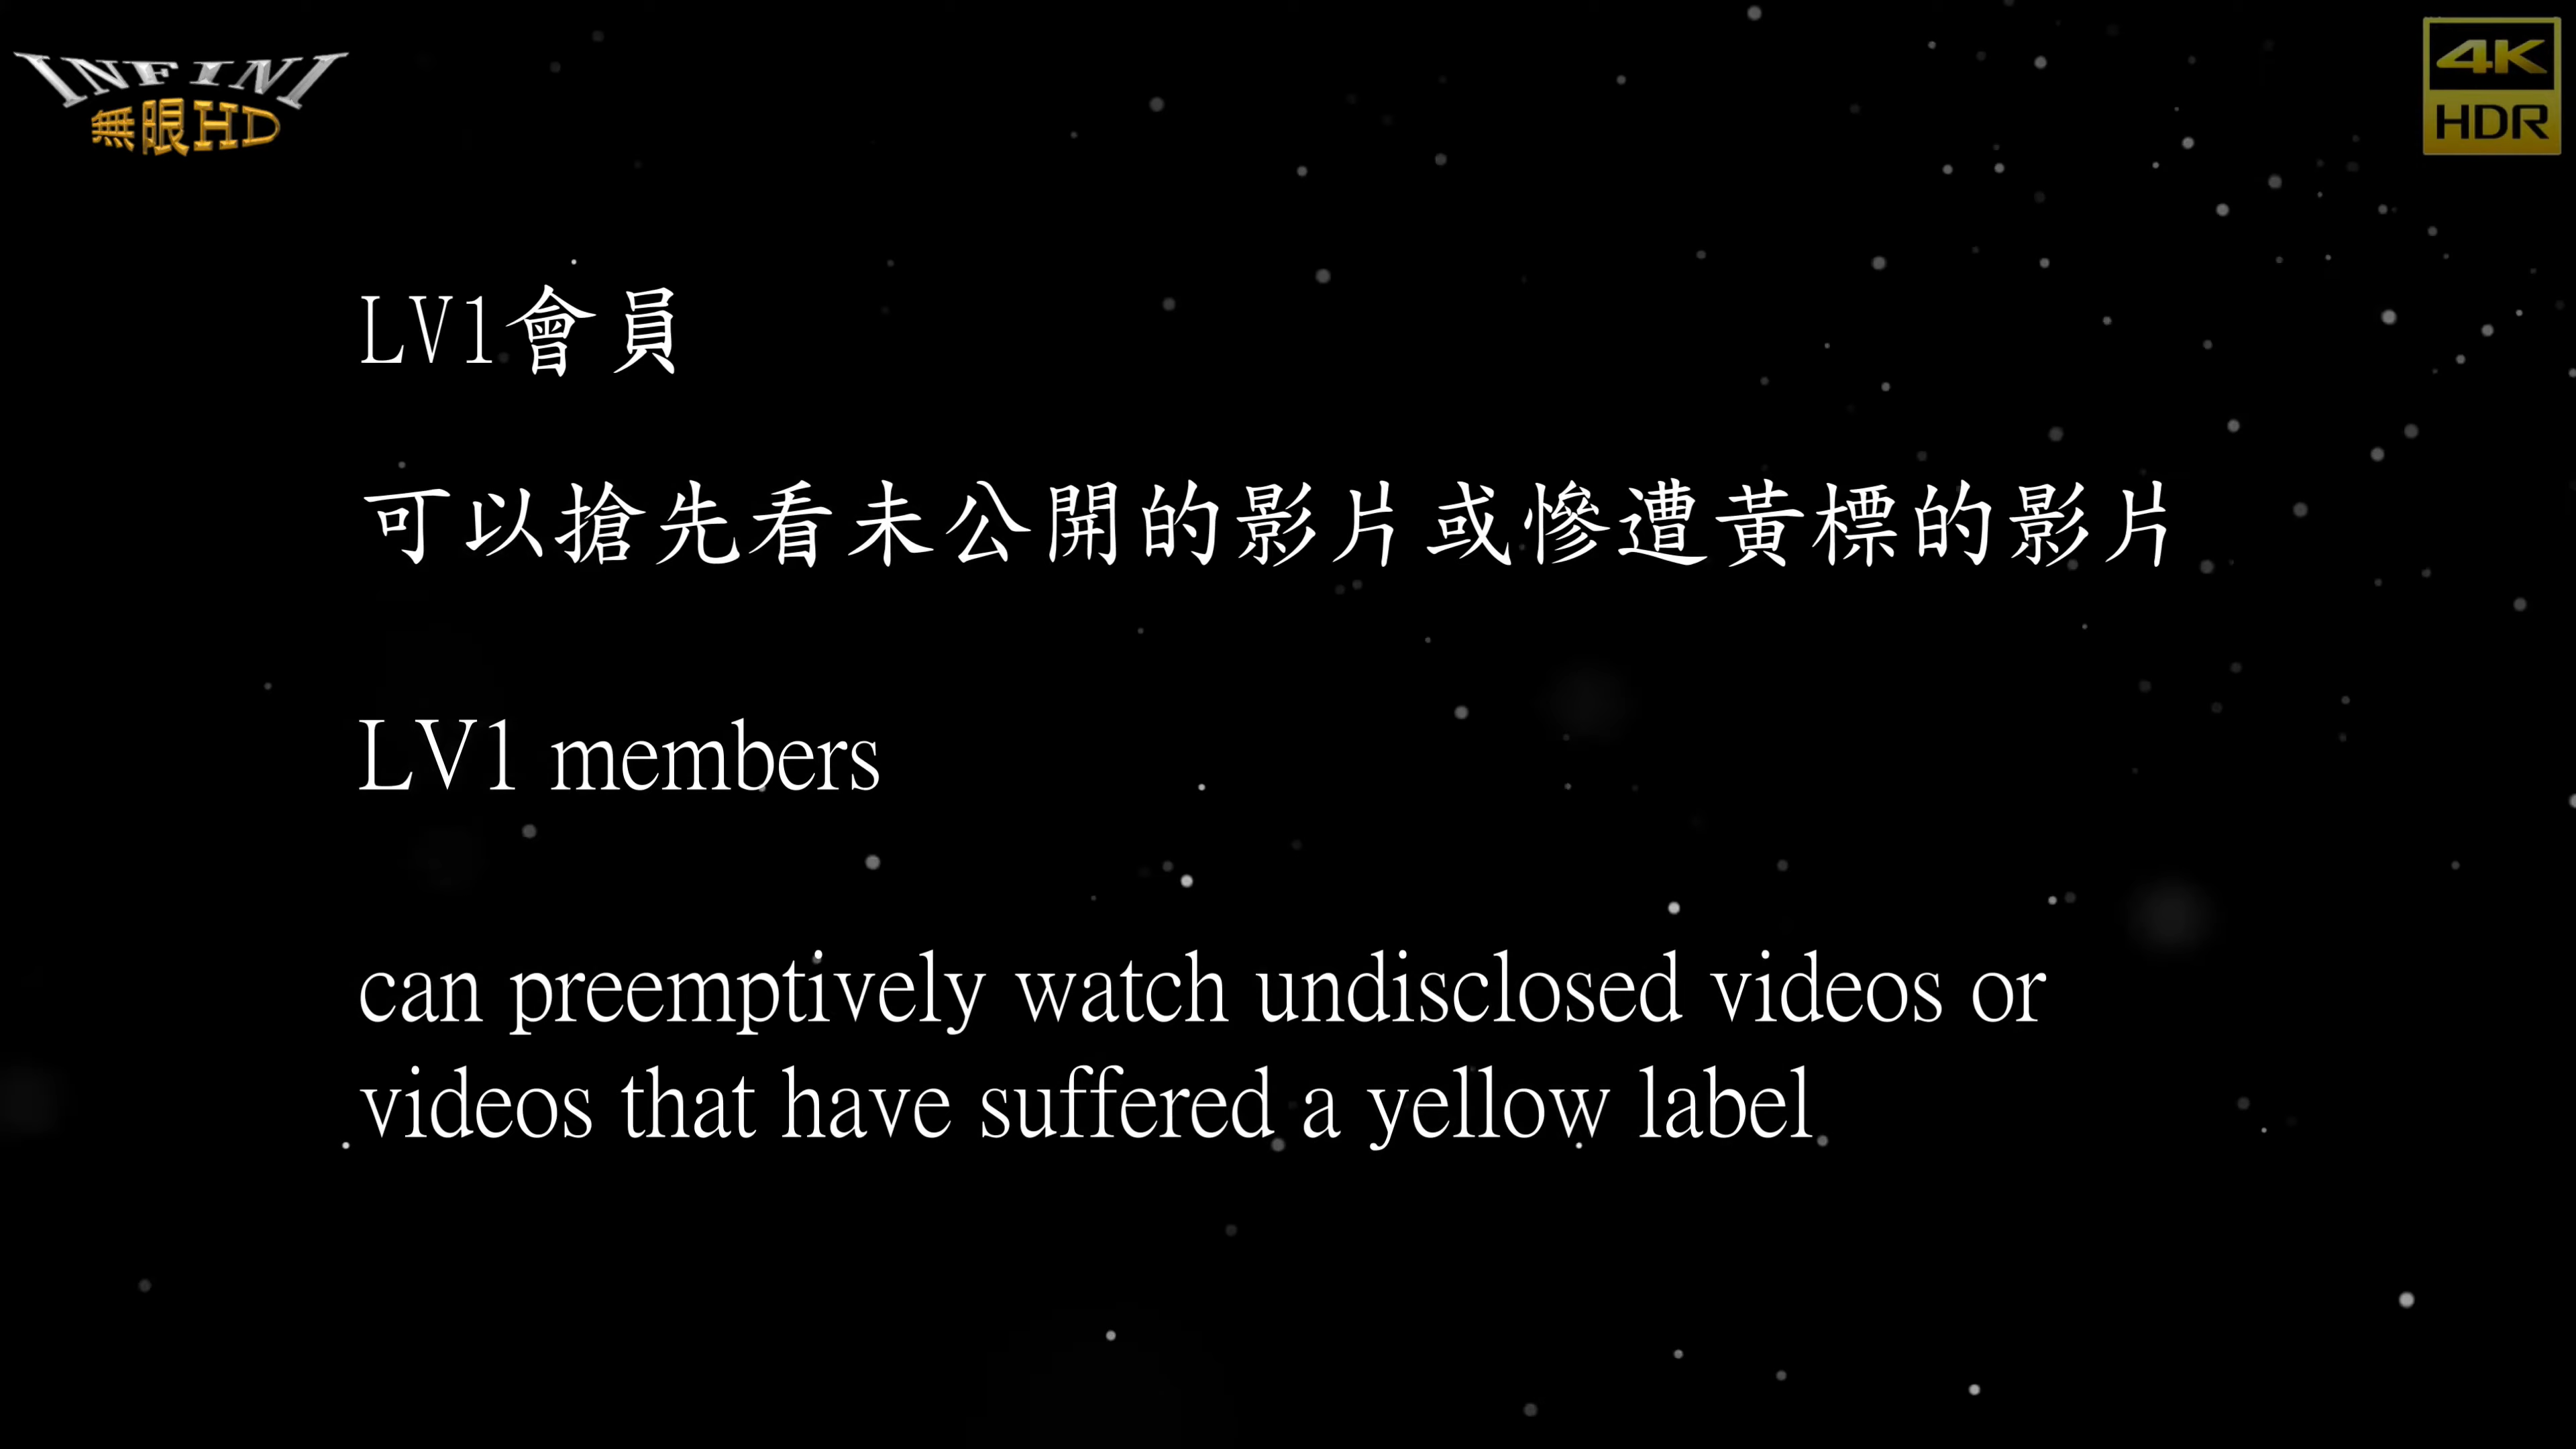 INFINI
4K
無限HD
HDR
LV1會員
可以搶先看未公開的影片或慘遭黃標的影片
LV1 members
can preemptively watch undisclosed videos or
videos that have suffered a yellow label